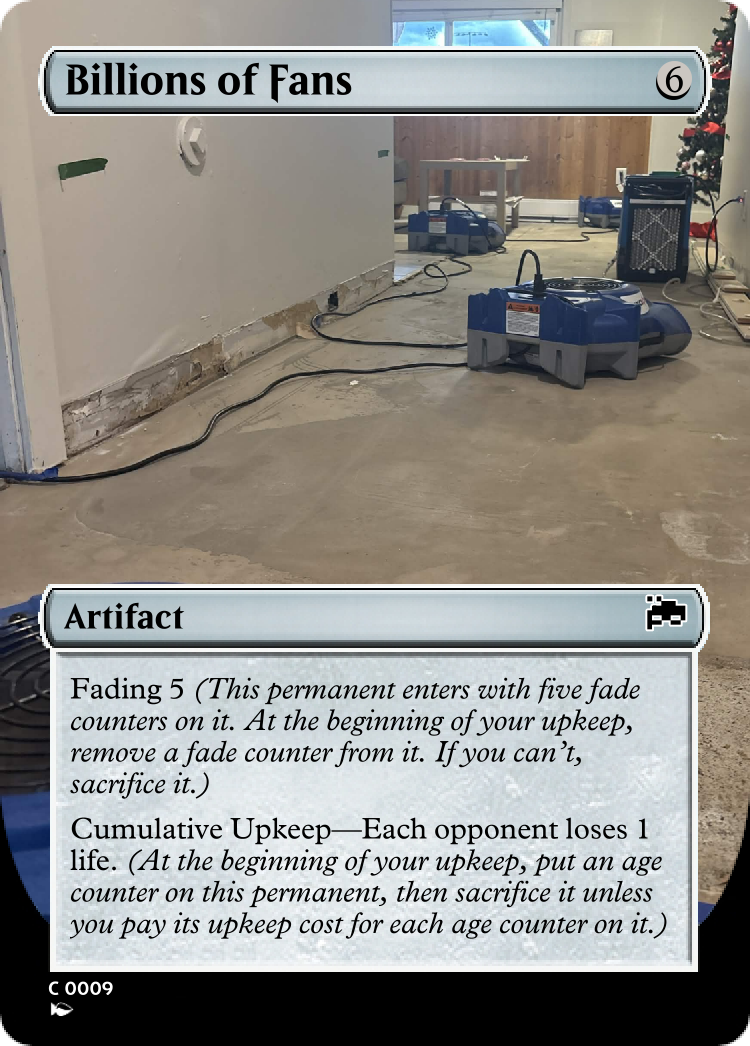 Billions of Fans 6
Artifact
Fading 5 (This permanent enters with five fade
counters on it. At the beginning of your upkeep,
remove a fade counter from it. If you can't,
sacrifice it.)
Cumulative Upkeep—Each opponent loses 1
life. (At the beginning of your upkeep, put an age
counter on this permanent, then sacrifice it unless
you pay its upkeep cost for each age counter on it.)
C 0009